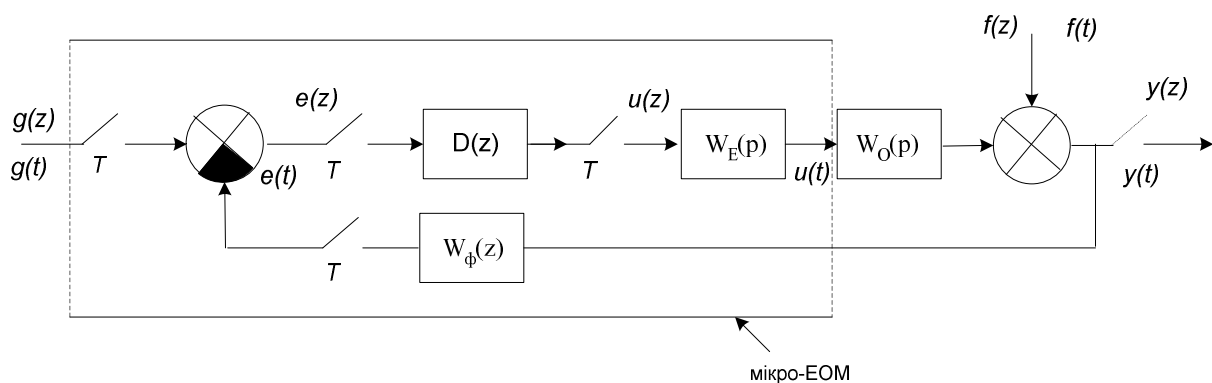 f(z) f(t)
g(z)
g(t)
T
e(z)
e(t)
T
D(z)
u(z)
T
W_E(p)
u(t)
W_O(p)
y(z)
y(t)
W_ф(z)
T
мікро-ЕОМ